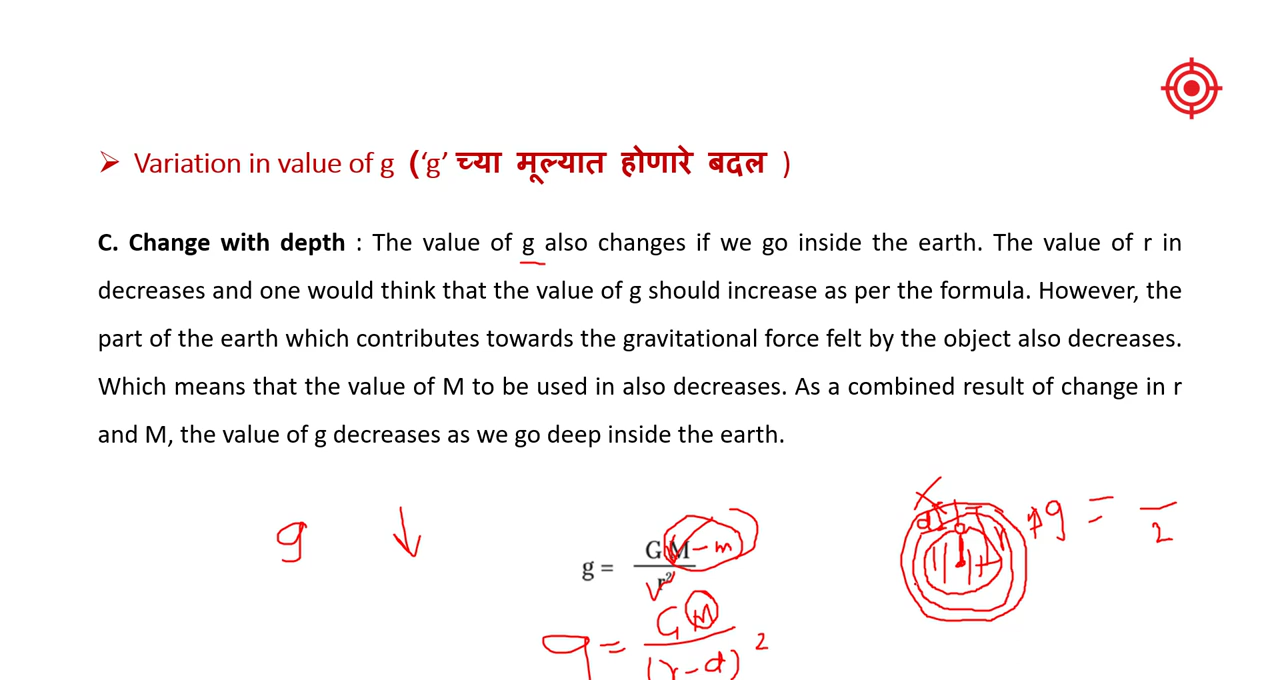 ➢ Variation in value of g (‘g’ च्या मूल्यात होणारे बदल )
C. Change with depth : The value of g also changes if we go inside the earth. The value of r in
decreases and one would think that the value of g should increase as per the formula. However, the
part of the earth which contributes towards the gravitational force felt by the object also decreases.
Which means that the value of M to be used in also decreases. As a combined result of change in r
and M, the value of g decreases as we go deep inside the earth.
g ↓
g = GM - m) / r²
g = GM / (r-d)²
g = — / 2
d